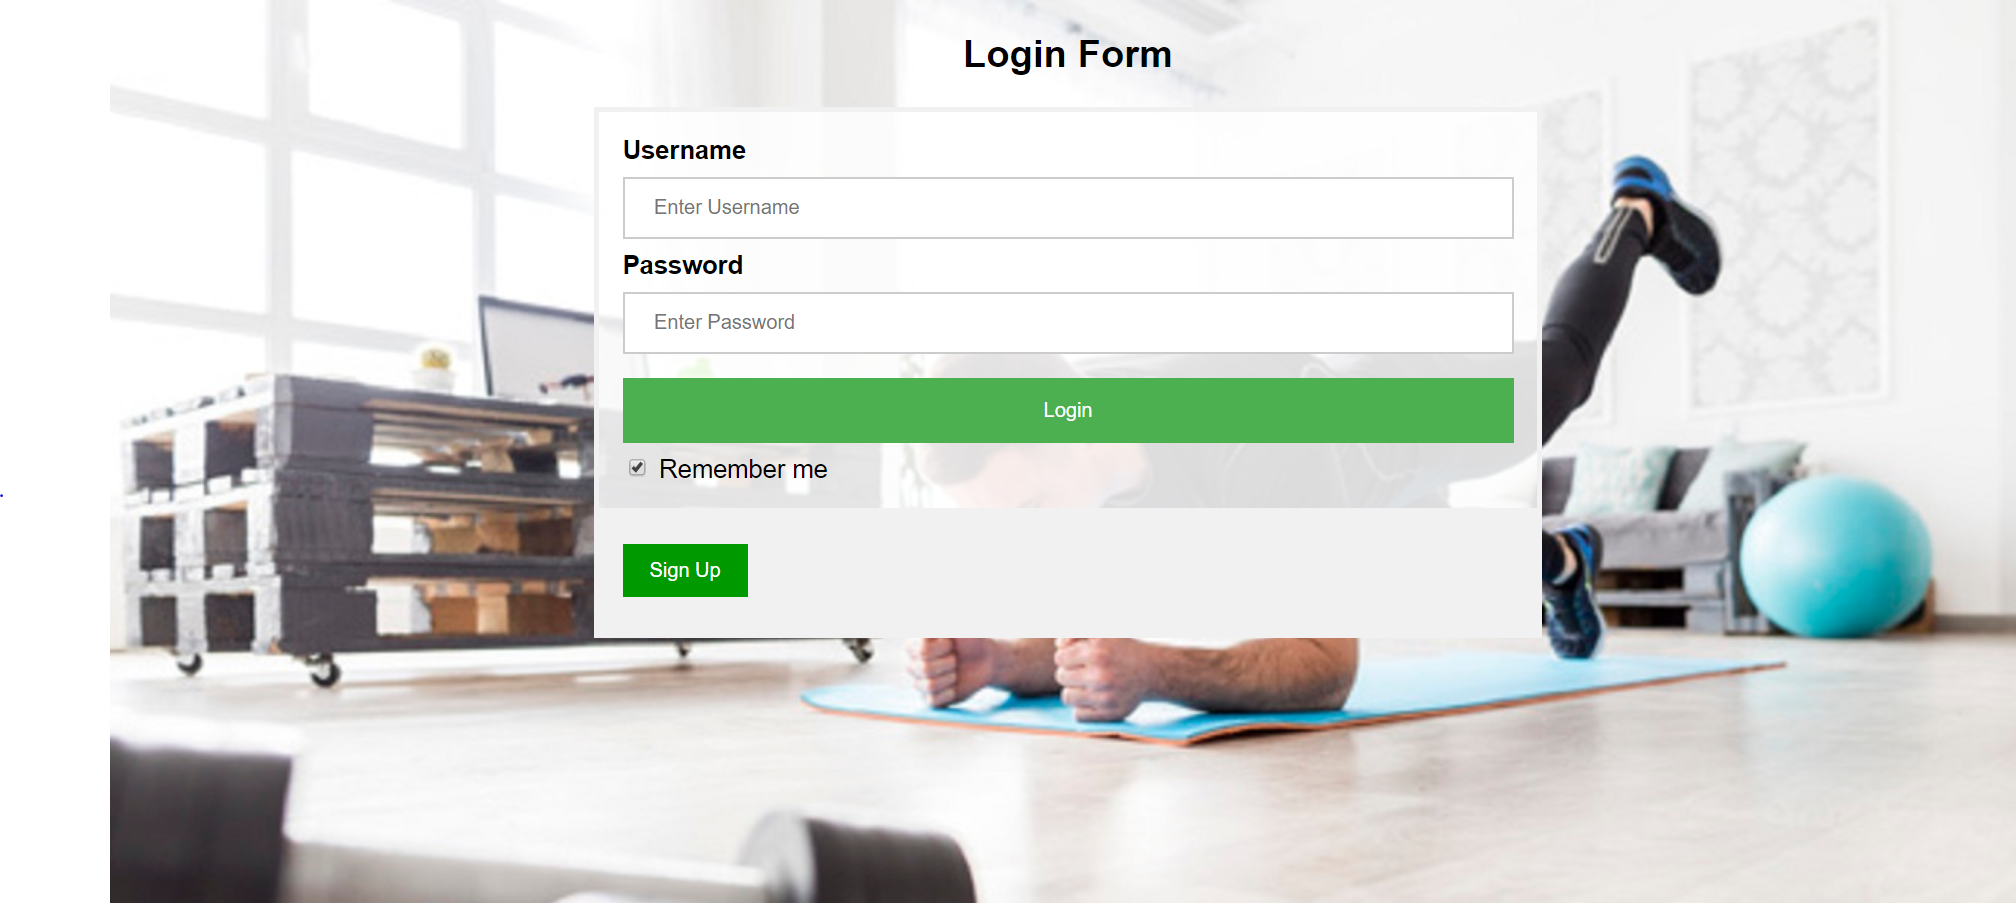 Login Form
Username
Enter Username
Password
Enter Password
Login
Remember me
Sign Up